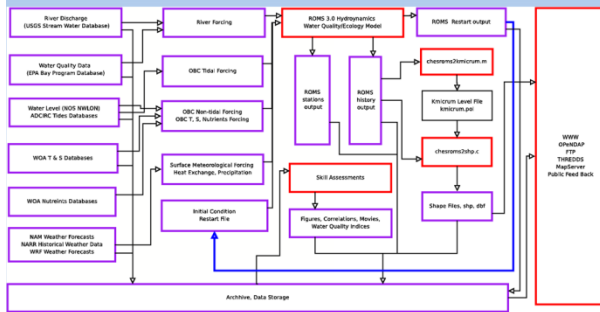 River Discharge
(USGS Stream Water Database)
River Forcing
ROMS 3.0 Hydroynamics
Water Quality/Ecology Model
ROMS Restart output
Water Quality Data
(EPA Bay Program Database)
OBC Tidal Forcing
ROMS
stations
output
ROMS
history
output
chesroms2kmicrum.m
Water Level (NOS NWLON)
ADCIRC Tides Databases
OBC Non-tidal Forcing
OBC T, S, Nutrients Forcing
Kmicrum Level File
kmicrum.poi
chesroms2shp.c
WOA T & S Databases
Surface Meteorological Forcing
Heat Exchange, Precipitation
Skill Assessments
WOA Nutreints Databases
Initial Condition
Restart File
Figures, Correlations, Movies,
Water Quality Indices
Shape Files, shp, dbf
NAM Weather Forecasts
NARR Historical Weather Data
WRF Weather Forecasts
Archhive, Data Storage
WWW
OPeNDAP
FTP
THREDDS
MapServer
Public Feed Back